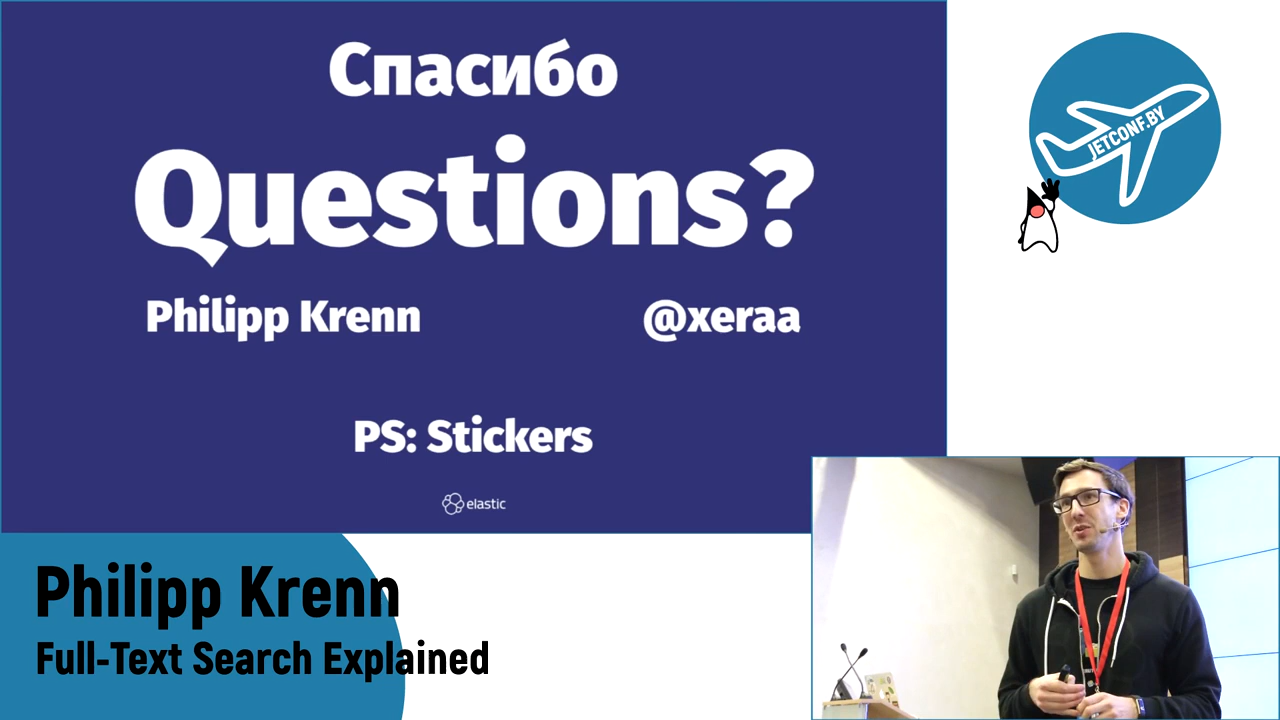 Спасибо
Questions?
Philipp Krenn @xeraa
PS: Stickers
elastic
JETCONF.BY
Philipp Krenn
Full-Text Search Explained